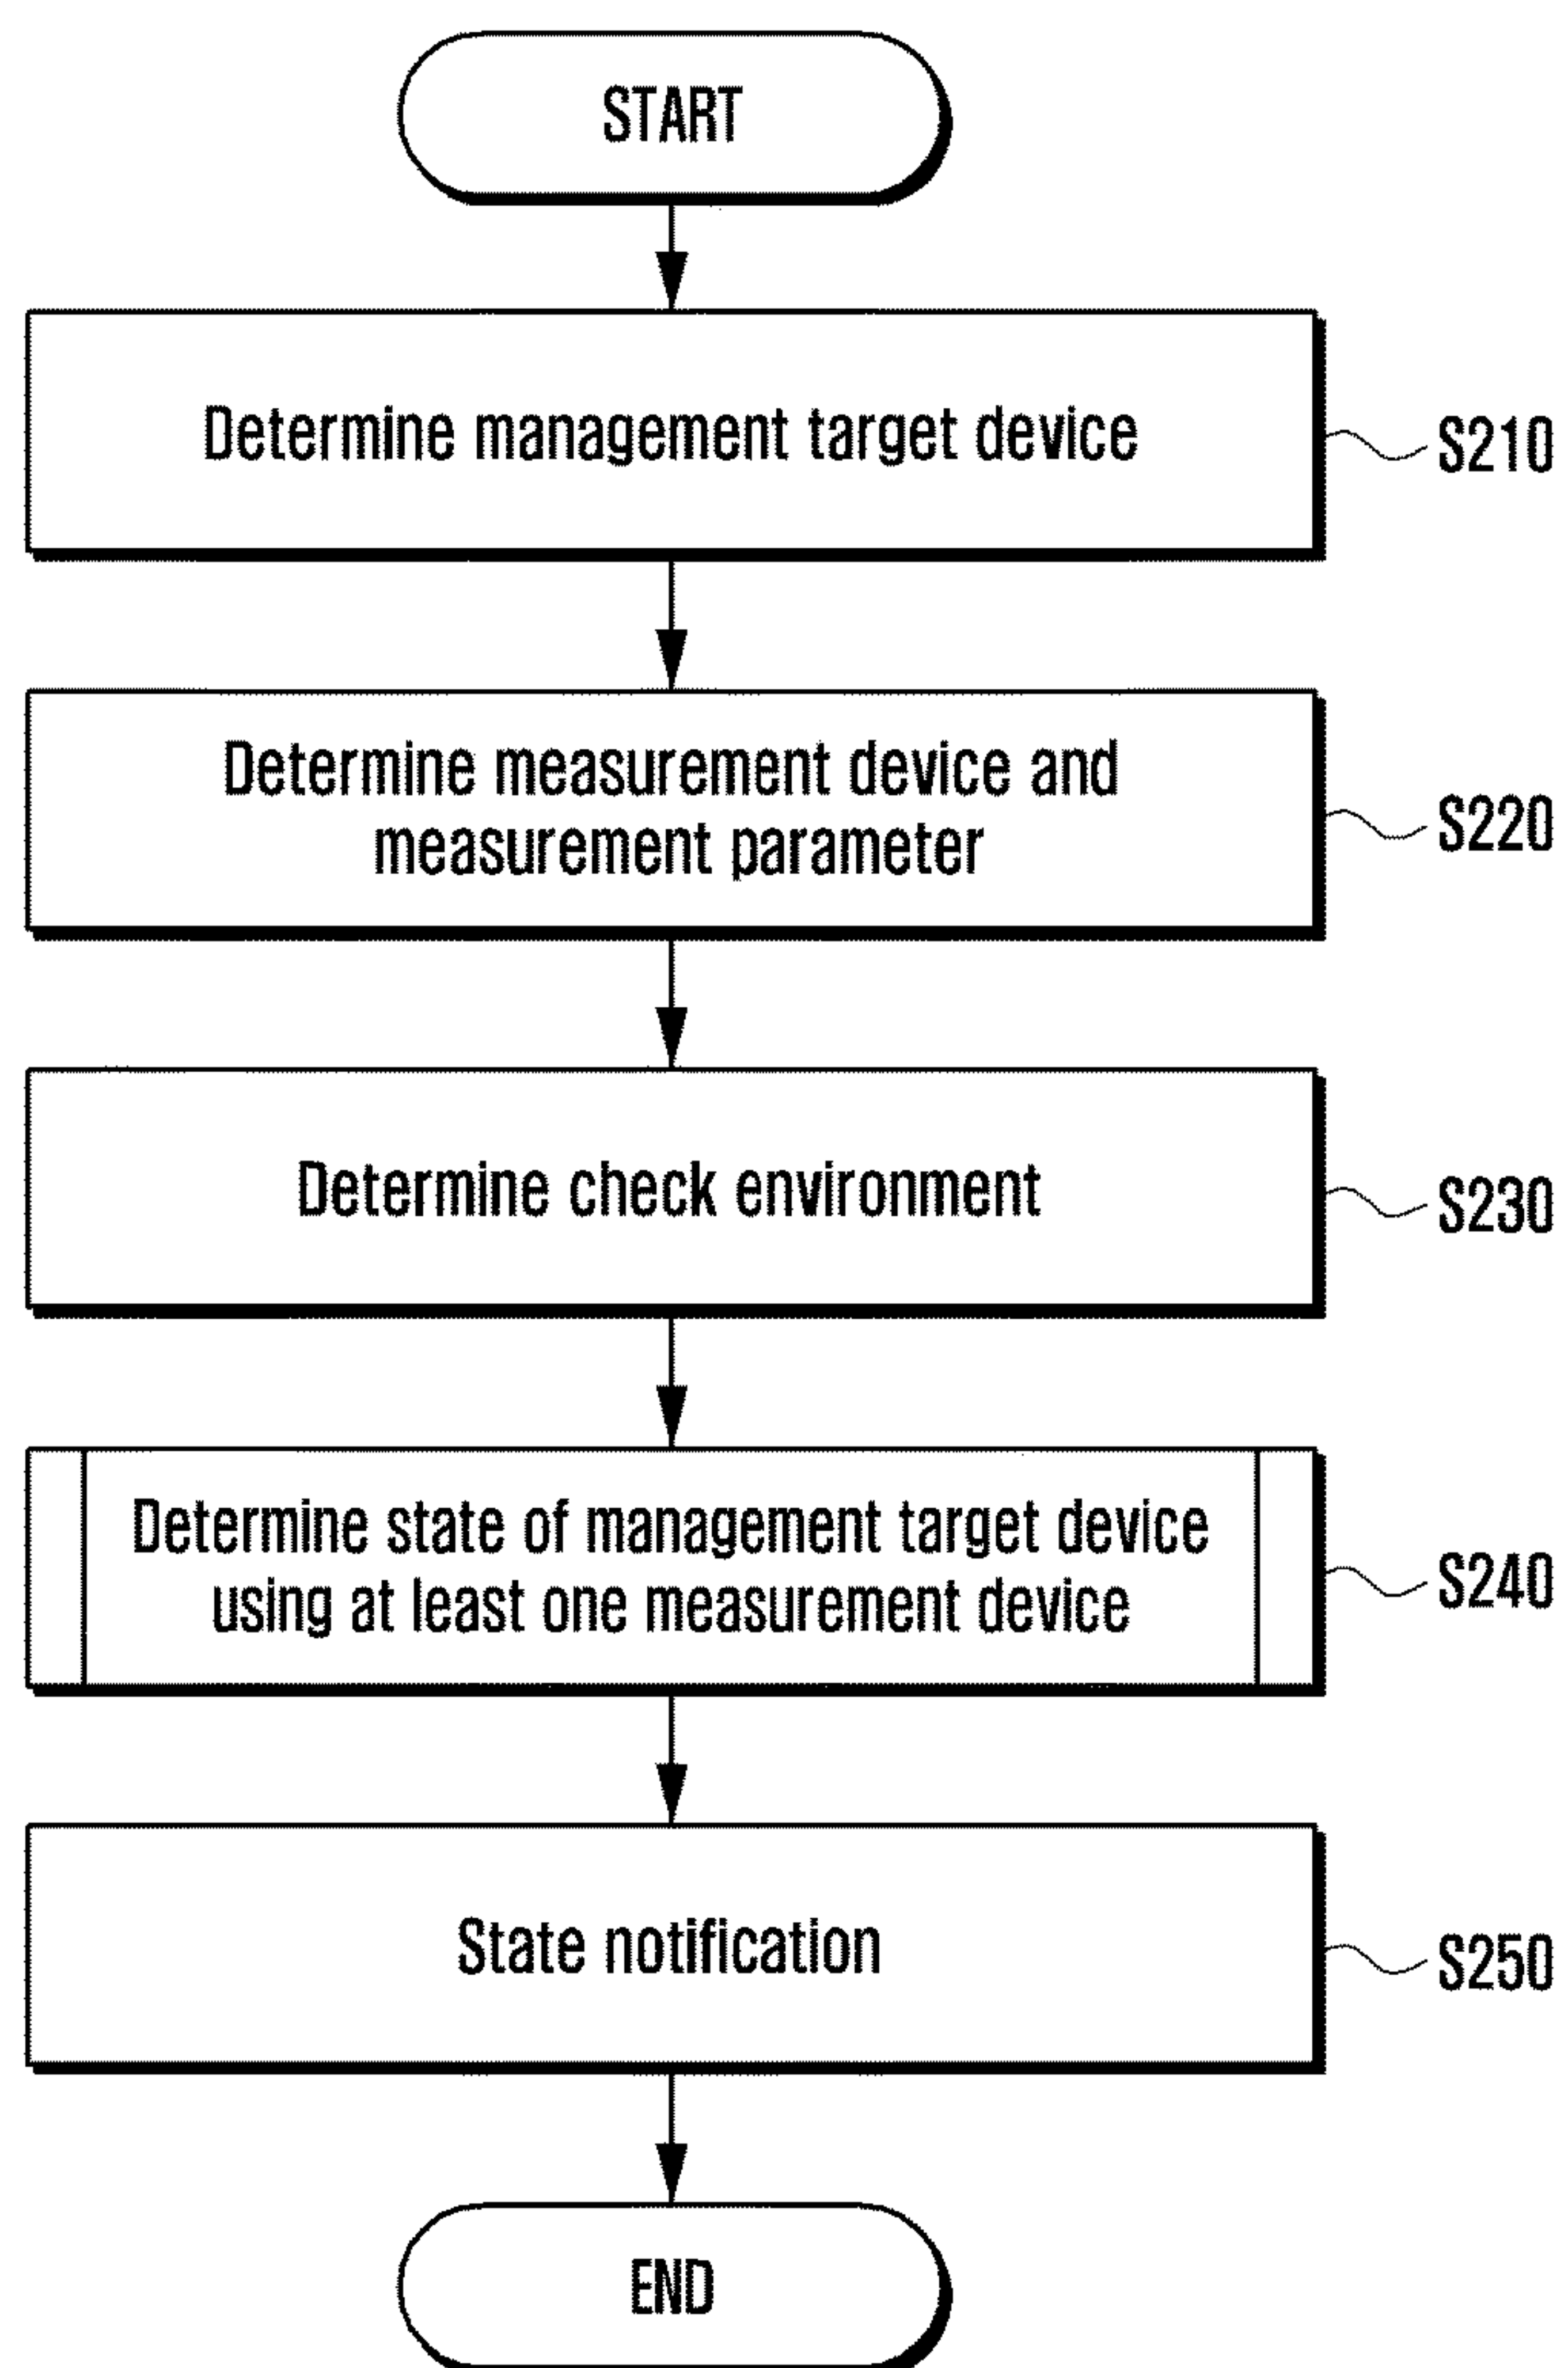 START
Determine management target device
S210
Determine measurement device and
measurement parameter
S220
Determine check environment
S230
Determine state of management target device
using at least one measurement device
S240
State notification
S250
END